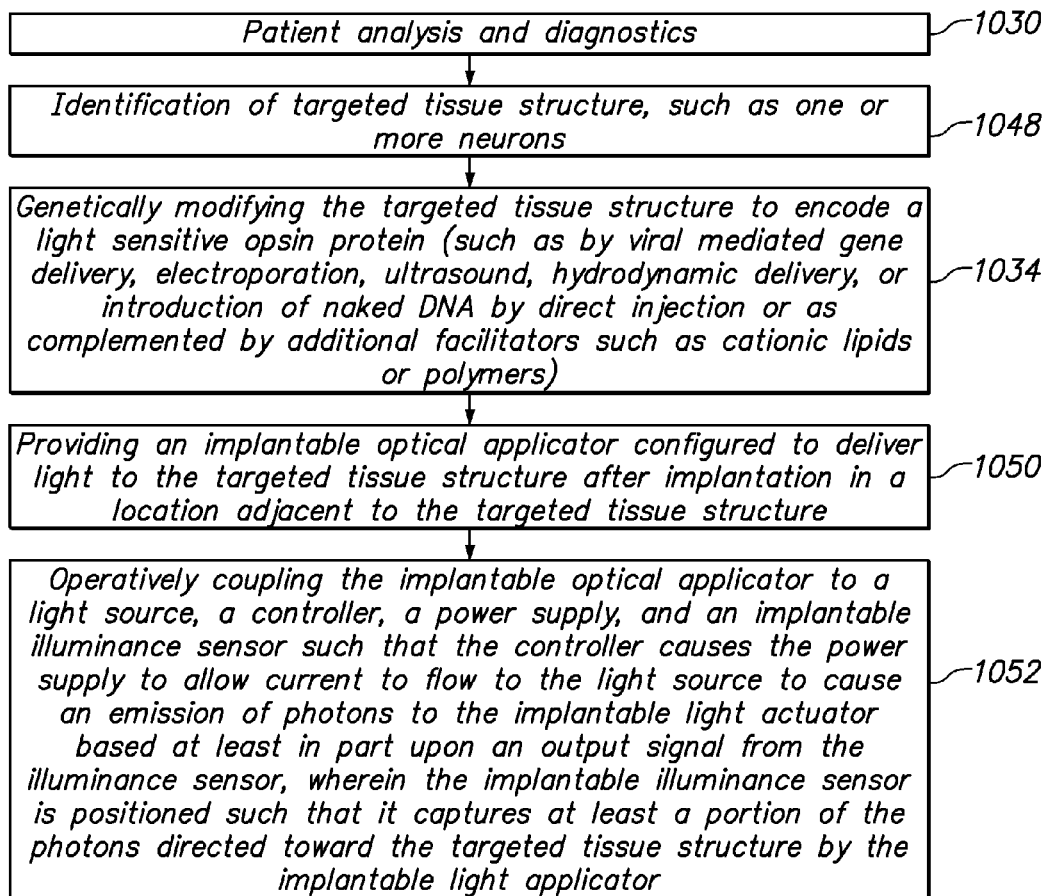 Patient analysis and diagnostics
1030
Identification of targeted tissue structure, such as one or
more neurons
1048
Genetically modifying the targeted tissue structure to encode a
light sensitive opsin protein (such as by viral mediated gene
delivery, electroporation, ultrasound, hydrodynamic delivery, or
introduction of naked DNA by direct injection or as
complemented by additional facilitators such as cationic lipids
or polymers)
1034
Providing an implantable optical applicator configured to deliver
light to the targeted tissue structure after implantation in a
location adjacent to the targeted tissue structure
1050
Operatively coupling the implantable optical applicator to a
light source, a controller, a power supply, and an implantable
illuminance sensor such that the controller causes the power
supply to allow current to flow to the light source to cause
an emission of photons to the implantable light actuator
based at least in part upon an output signal from the
illuminance sensor, wherein the implantable illuminance sensor
is positioned such that it captures at least a portion of the
photons directed toward the targeted tissue structure by the
implantable light applicator
1052